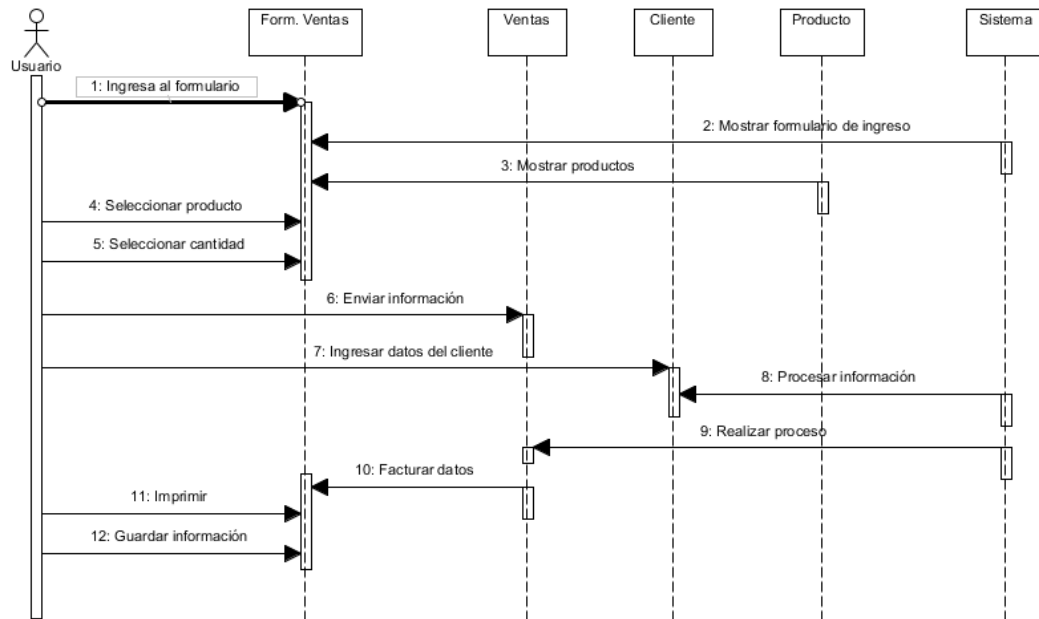 Form. Ventas
Ventas
Cliente
Producto
Sistema
Usuario
1: Ingresa al formulario
2: Mostrar formulario de ingreso
3: Mostrar productos
4: Seleccionar producto
5: Seleccionar cantidad
6: Enviar información
7: Ingresar datos del cliente
8: Procesar información
9: Realizar proceso
10: Facturar datos
11: Imprimir
12: Guardar información